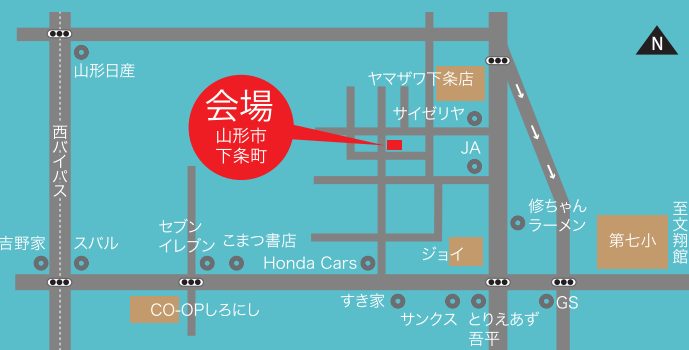 N
山形日産
ヤマザワ下条店
会場
山形市
下条町
サイゼリヤ
JA
西バイパス
修ちゃん
ラーメン
至文翔館
第七小
セブン
イレブン
こまつ書店
吉野家
スバル
ジョイ
Honda Cars
CO-OPしろにし
すき家
サンクス
とりえあず
吾平
GS